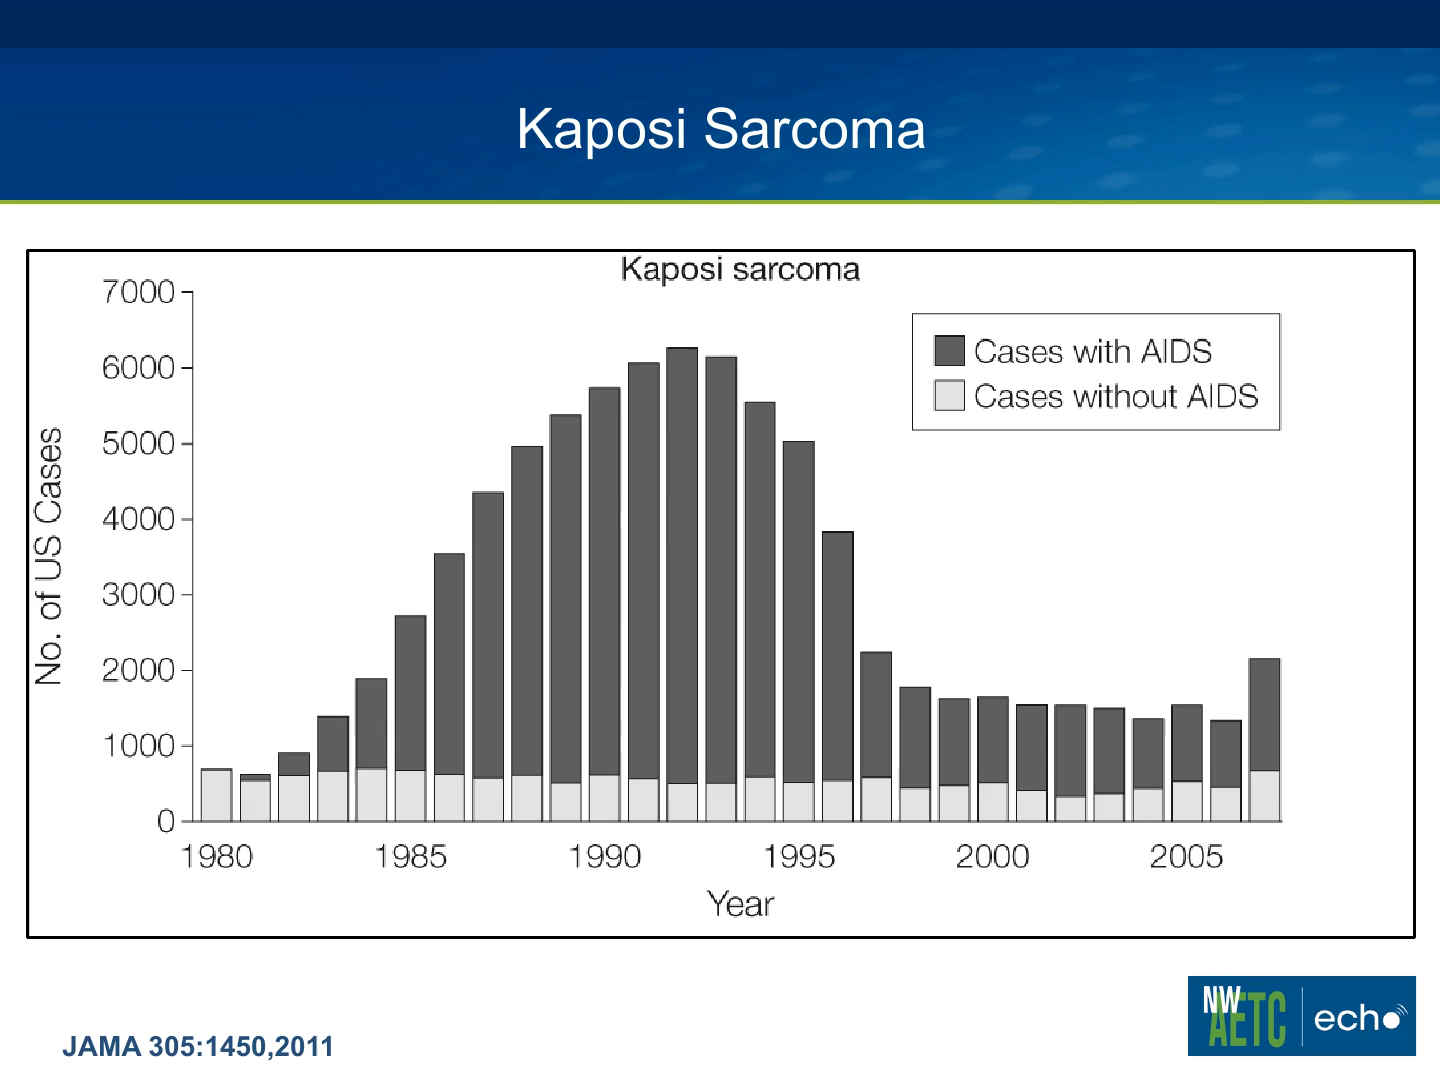 Kaposi Sarcoma
Kaposi sarcoma
7000
6000
5000
4000
3000
2000
1000
0
No. of US Cases
Cases with AIDS
Cases without AIDS
1980 1985 1990 1995 2000 2005
Year
JAMA 305:1450,2011
NW
AETC
echo